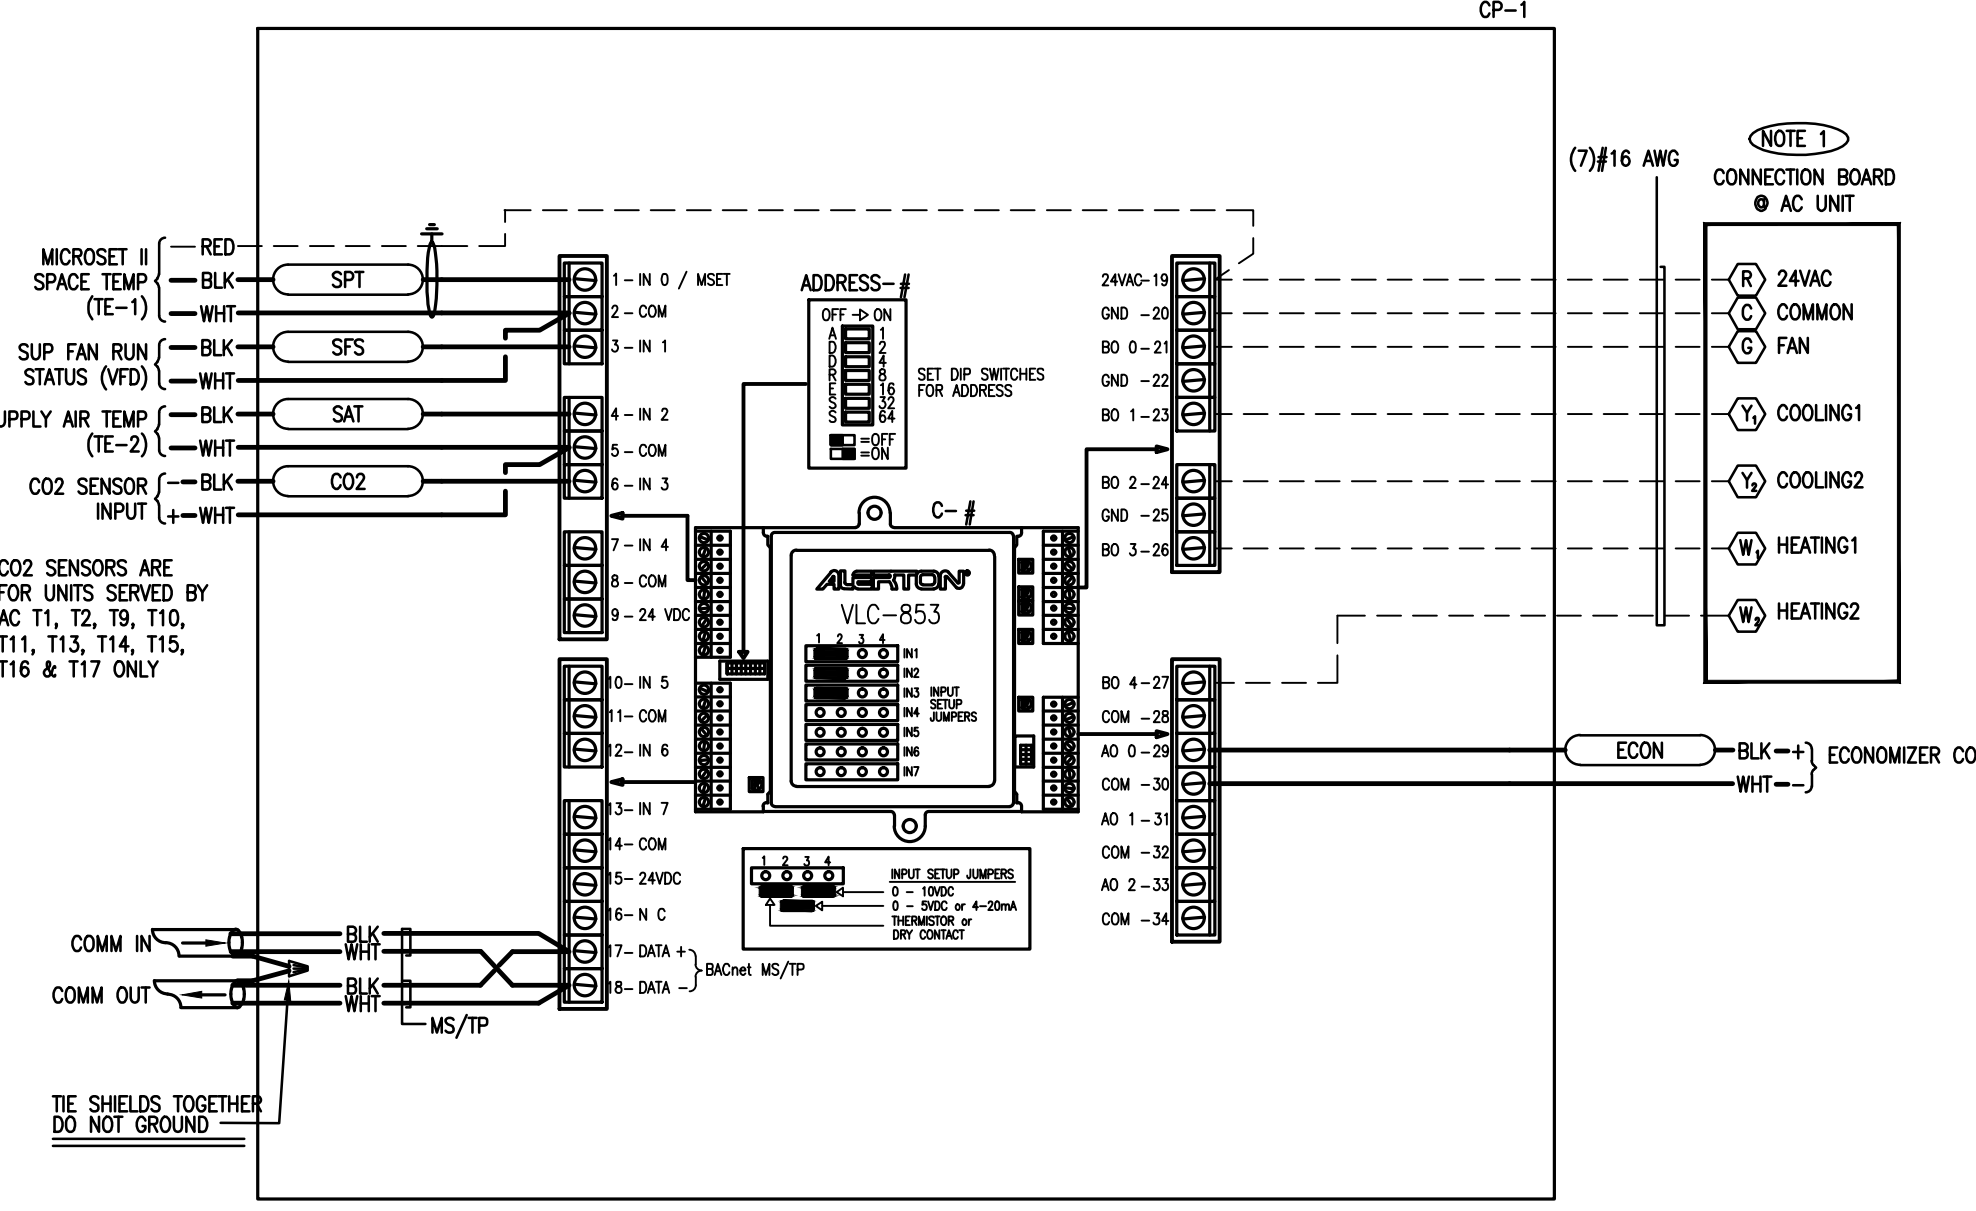 CP-1
(7)#16 AWG
NOTE 1
CONNECTION BOARD
@ AC UNIT
MICROSET II
SPACE TEMP
(TE-1)
RED
BLK
SPT
WHT
SUP FAN RUN
STATUS (VFD)
BLK
SFS
WHT
UPPLY AIR TEMP
(TE-2)
BLK
SAT
WHT
CO2 SENSOR
INPUT
- BLK
CO2
+ WHT
CO2 SENSORS ARE
FOR UNITS SERVED BY
AC T1, T2, T9, T10,
T11, T13, T14, T15,
T16 & T17 ONLY
1 - IN 0 / MSET
2 - COM
3 - IN 1
4 - IN 2
5 - COM
6 - IN 3
7 - IN 4
8 - COM
9 - 24 VDC
10- IN 5
11- COM
12- IN 6
13- IN 7
14- COM
15- 24VDC
16- N C
17- DATA +
18- DATA -
BACnet MS/TP
ADDRESS-#
OFF ON
A 1
D 2
D 4
R 8
E 16
S 32
S 64
=OFF
=ON
SET DIP SWITCHES
FOR ADDRESS
C-#
ALERTON®
VLC-853
1 2 3 4
IN1
IN2
IN3
IN4
IN5
IN6
IN7
INPUT
SETUP
JUMPERS
1 2 3 4
INPUT SETUP JUMPERS
0 - 10VDC
0 - 5VDC or 4-20mA
THERMISTOR or
DRY CONTACT
24VAC-19
GND -20
BO 0-21
GND -22
BO 1-23
BO 2-24
GND -25
BO 3-26
BO 4-27
COM -28
AO 0-29
COM -30
AO 1-31
COM -32
AO 2-33
COM -34
R 24VAC
C COMMON
G FAN
Y1 COOLING1
Y2 COOLING2
W1 HEATING1
W2 HEATING2
ECON
BLK +
WHT -
ECONOMIZER CO
COMM IN
BLK
WHT
COMM OUT
BLK
WHT
MS/TP
TIE SHIELDS TOGETHER
DO NOT GROUND